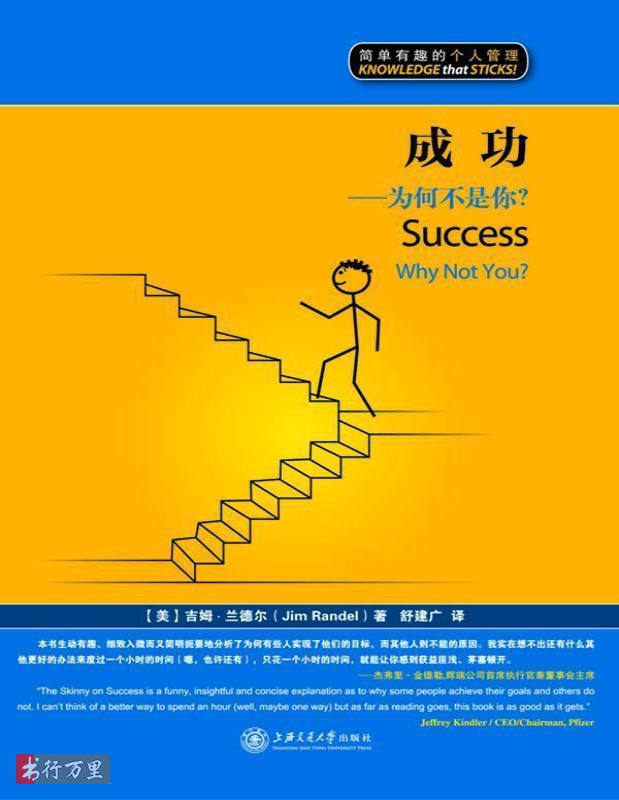 简单有趣的个人管理
KNOWLEDGE that STICKS!
成功
——为何不是你?
Success
Why Not You?
【美】吉姆·兰德尔(Jim Randel)著 舒建广 译
本书生动有趣、细致入微而又简明扼要地分析了为何有些人实现了他们的目标，而其他人则不能的原因。我实在想不出还有什么其
他更好的办法来度过一个小时的时间（嗯，也许还有），只花一个小时的时间，就能让你感到获益匪浅、茅塞顿开。
——杰弗里·金德勒,辉瑞公司首席执行官兼董事会主席
"The Skinny on Success is a funny, insightful and concise explanation as to why some people achieve their goals and others do
not. I can't think of a better way to spend an hour (well, maybe one way) but as far as reading goes, this book is as good as it gets."
Jeffrey Kindler / CEO/Chairman, Pfizer
上海交通大学出版社
SHANGHAI JIAO TONG UNIVERSITY PRESS
书行万里